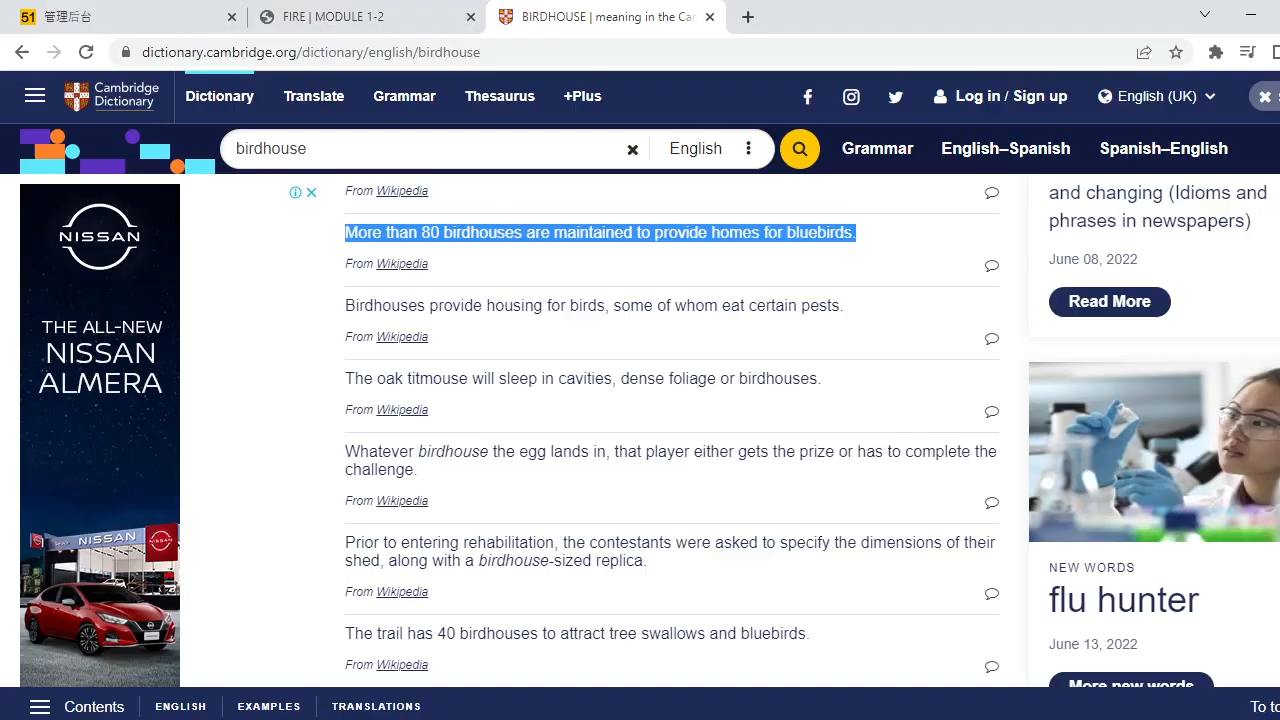 51 管理后台
FIRE | MODULE 1-2
BIRDHOUSE | meaning in the Ca
dictionary.cambridge.org/dictionary/english/birdhouse
Cambridge
Dictionary
Dictionary
Translate
Grammar
Thesaurus
+Plus
Log in / Sign up
English (UK)
birdhouse
English
Grammar
English–Spanish
Spanish–English
NISSAN
THE ALL-NEW
NISSAN
ALMERA
NISSAN
From Wikipedia
More than 80 birdhouses are maintained to provide homes for bluebirds.
From Wikipedia
Birdhouses provide housing for birds, some of whom eat certain pests.
From Wikipedia
The oak titmouse will sleep in cavities, dense foliage or birdhouses.
From Wikipedia
Whatever birdhouse the egg lands in, that player either gets the prize or has to complete the
challenge.
From Wikipedia
Prior to entering rehabilitation, the contestants were asked to specify the dimensions of their
shed, along with a birdhouse-sized replica.
From Wikipedia
The trail has 40 birdhouses to attract tree swallows and bluebirds.
From Wikipedia
and changing (Idioms and
phrases in newspapers)
June 08, 2022
Read More
NEW WORDS
flu hunter
June 13, 2022
More new words
Contents
ENGLISH
EXAMPLES
TRANSLATIONS
To to